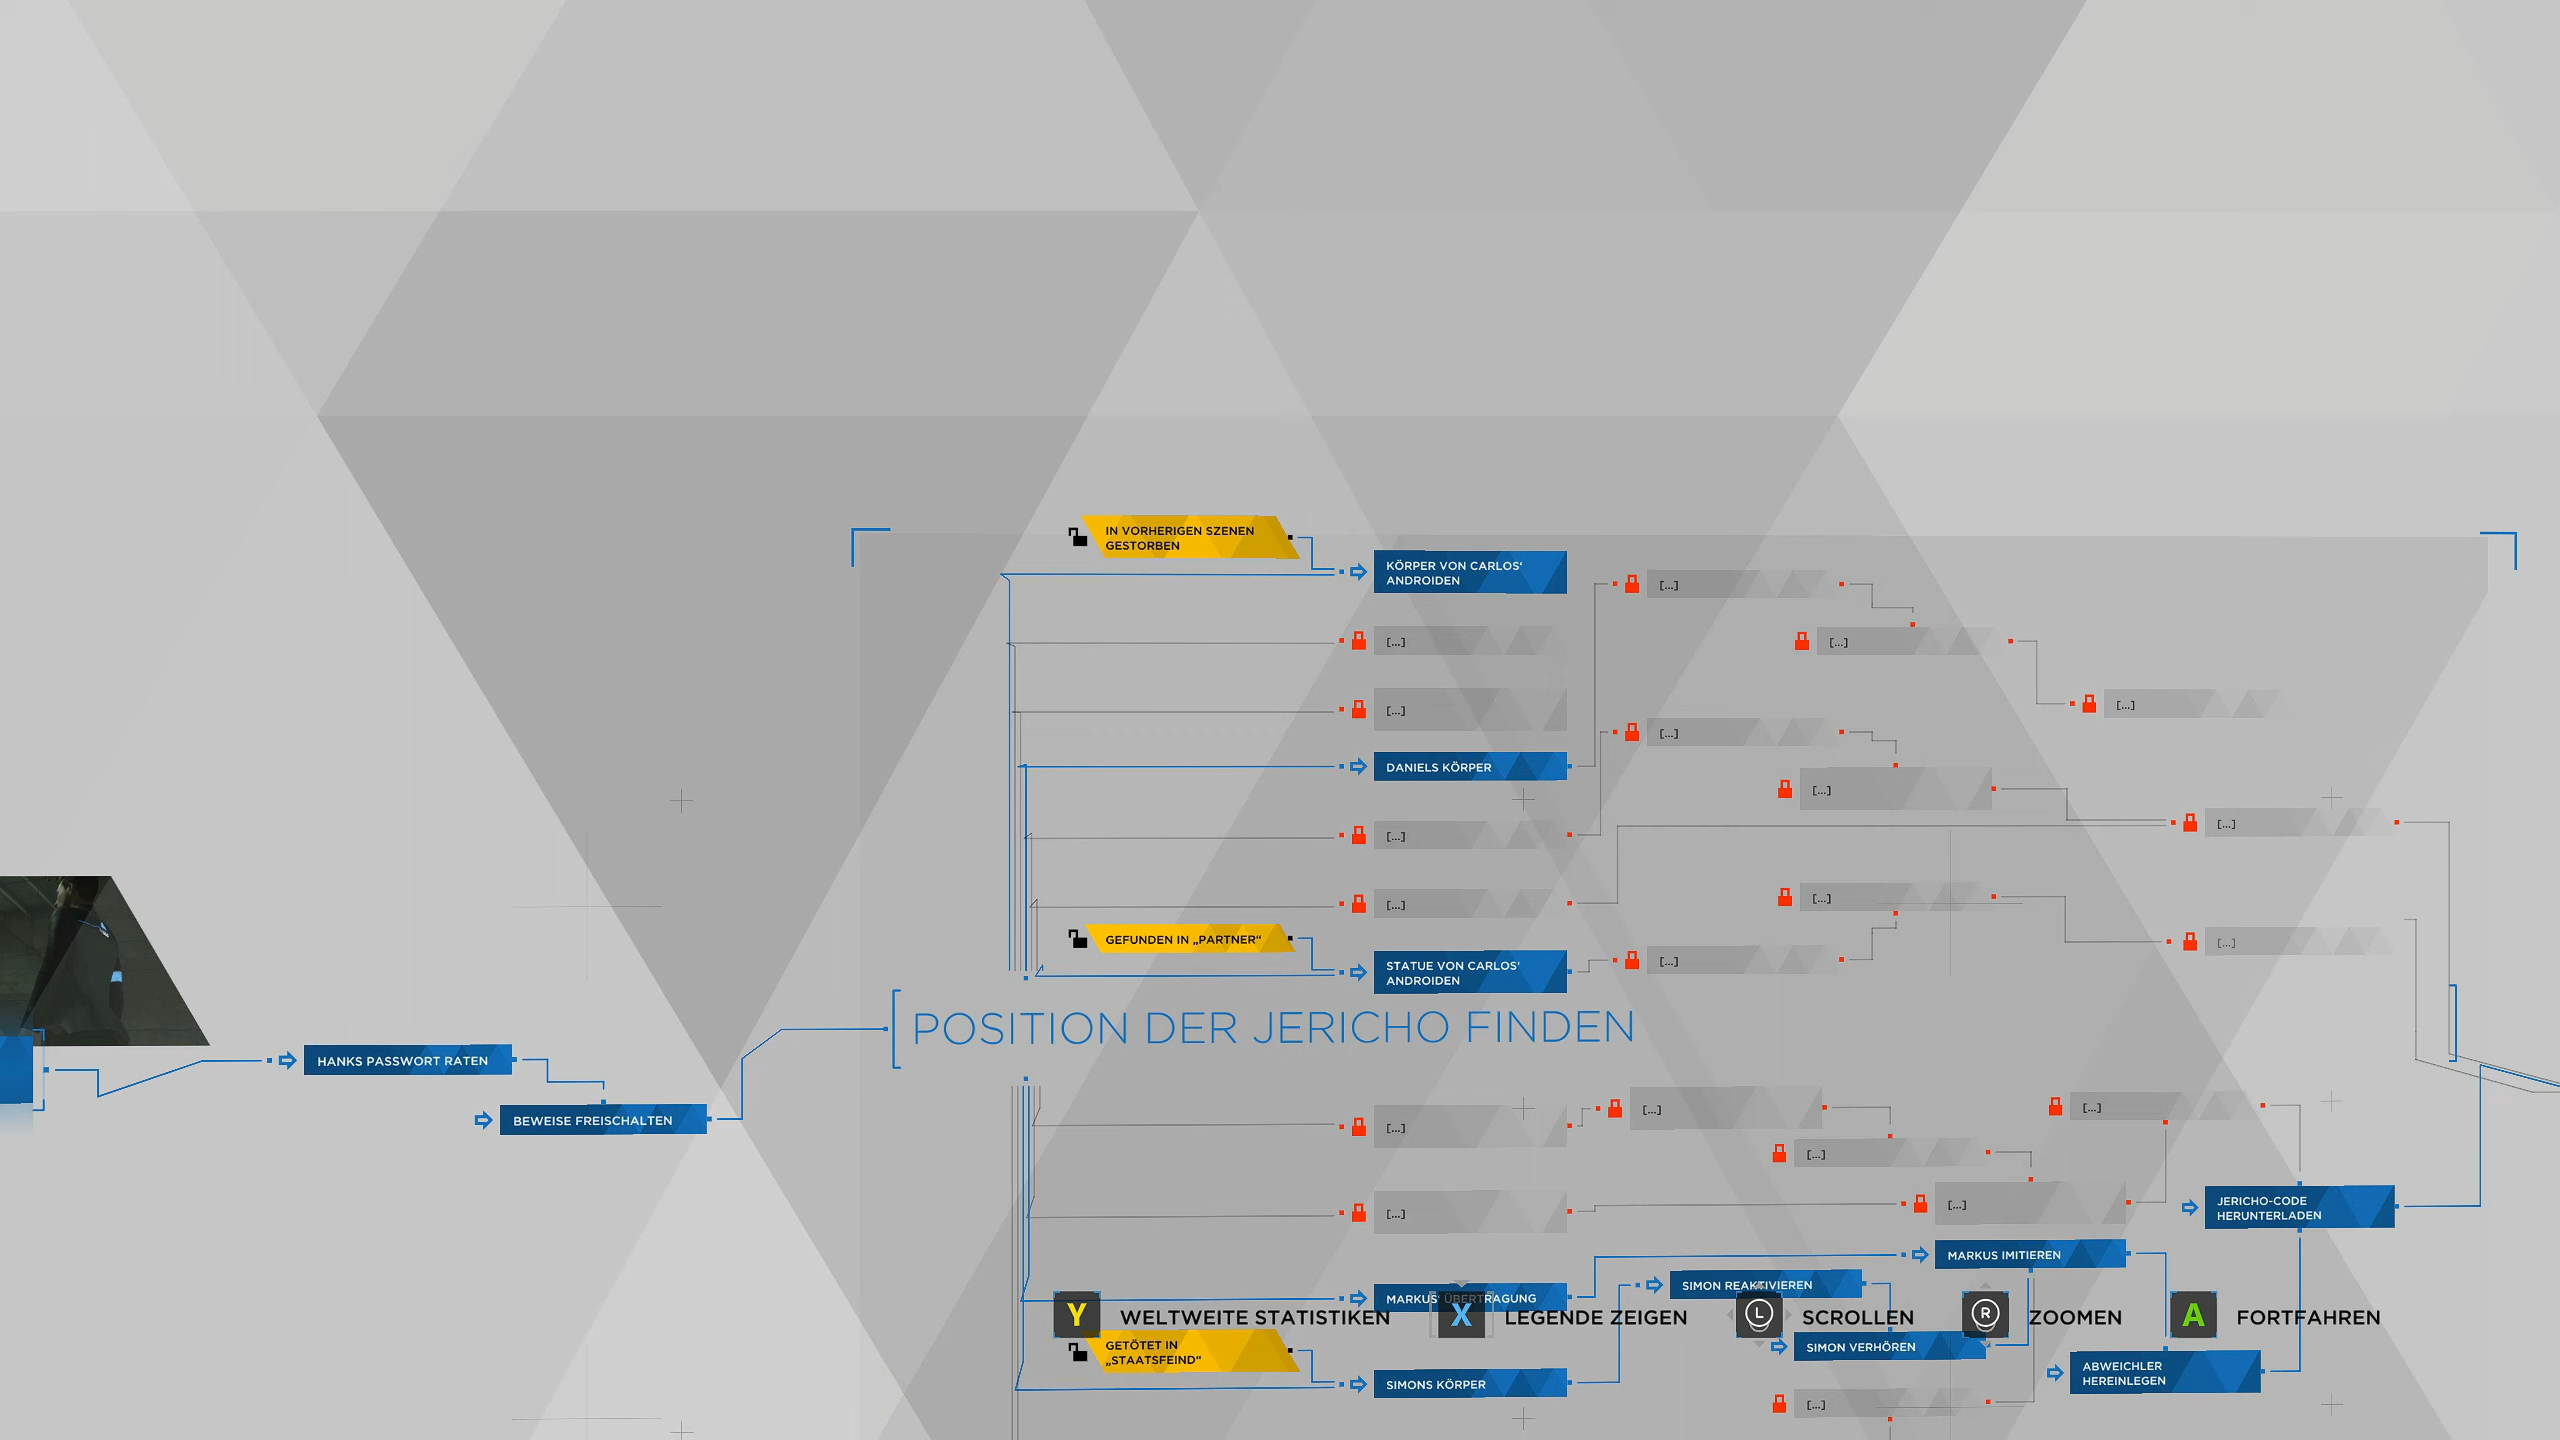 IN VORHERIGEN SZENEN
GESTORBEN
KÖRPER VON CARLOS'
ANDROIDEN
[...]
[...]
[...]
[...]
[...]
[...]
DANIELS KÖRPER
[...]
[...]
[...]
[...]
[...]
GEFUNDEN IN „PARTNER“
[...]
STATUE VON CARLOS'
ANDROIDEN
[...]
POSITION DER JERICHO FINDEN
HANKS PASSWORT RATEN
BEWEISE FREISCHALTEN
[...]
[...]
[...]
[...]
[...]
[...]
JERICHO-CODE
HERUNTERLADEN
MARKUS IMITIEREN
SIMON REAKTIVIEREN
MARKUS' ÜBERTRAGUNG
Y WELTWEITE STATISTIKEN X LEGENDE ZEIGEN L SCROLLEN R ZOOMEN A FORTFAHREN
GETÖTET IN
„STAATSFEIND“
SIMON VERHÖREN
ABWEICHLER
HEREINLEGEN
SIMONS KÖRPER
[...]